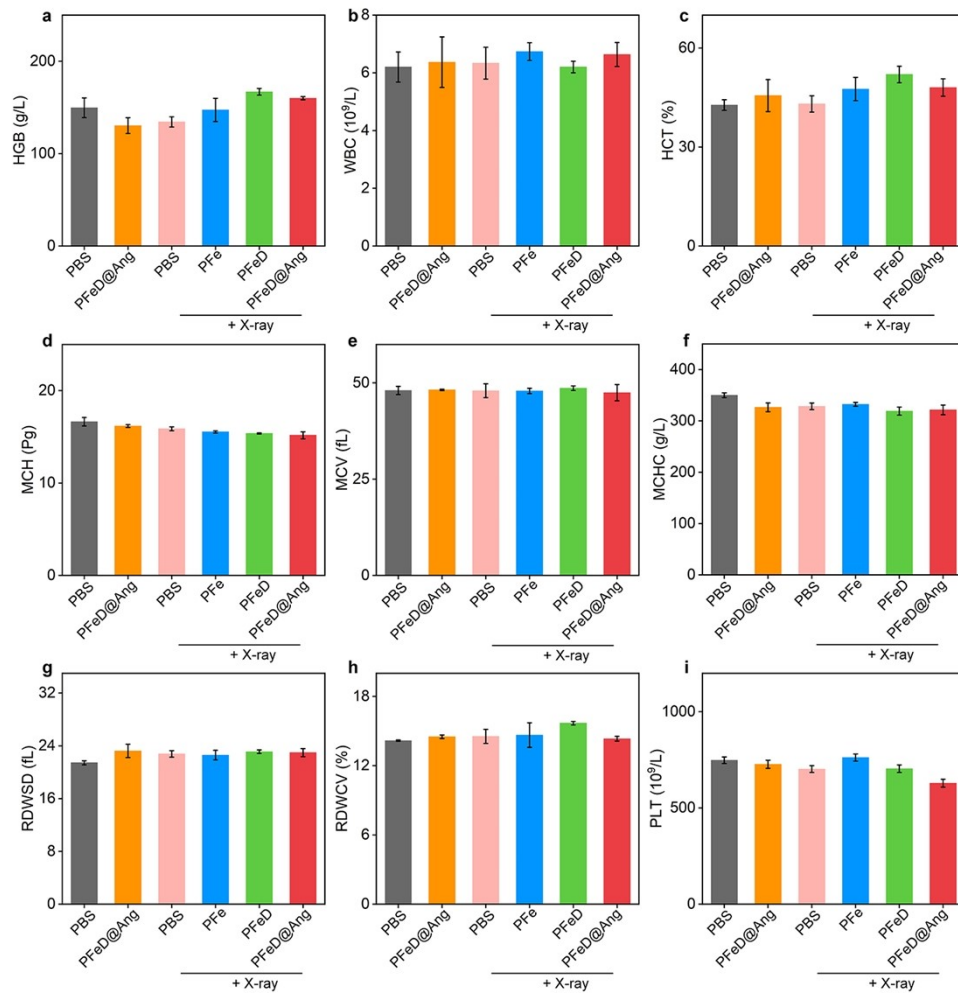 a
HGB (g/L)
200
100
0
PBS
PFeD@Ang
PBS
PFe
PFeD
PFeD@Ang
+ X-ray
b
WBC (10⁹/L)
8
6
4
2
0
PBS
PFeD@Ang
PBS
PFe
PFeD
PFeD@Ang
+ X-ray
c
HCT (%)
60
30
0
PBS
PFeD@Ang
PBS
PFe
PFeD
PFeD@Ang
+ X-ray
d
MCH (Pg)
20
10
0
PBS
PFeD@Ang
PBS
PFe
PFeD
PFeD@Ang
+ X-ray
e
MCV (fL)
50
0
PBS
PFeD@Ang
PBS
PFe
PFeD
PFeD@Ang
+ X-ray
f
MCHC (g/L)
400
300
200
100
0
PBS
PFeD@Ang
PBS
PFe
PFeD
PFeD@Ang
+ X-ray
g
RDWSD (fL)
32
24
16
8
0
PBS
PFeD@Ang
PBS
PFe
PFeD
PFeD@Ang
+ X-ray
h
RDWCV (%)
18
12
6
0
PBS
PFeD@Ang
PBS
PFe
PFeD
PFeD@Ang
+ X-ray
i
PLT (10⁹/L)
1000
500
0
PBS
PFeD@Ang
PBS
PFe
PFeD
PFeD@Ang
+ X-ray